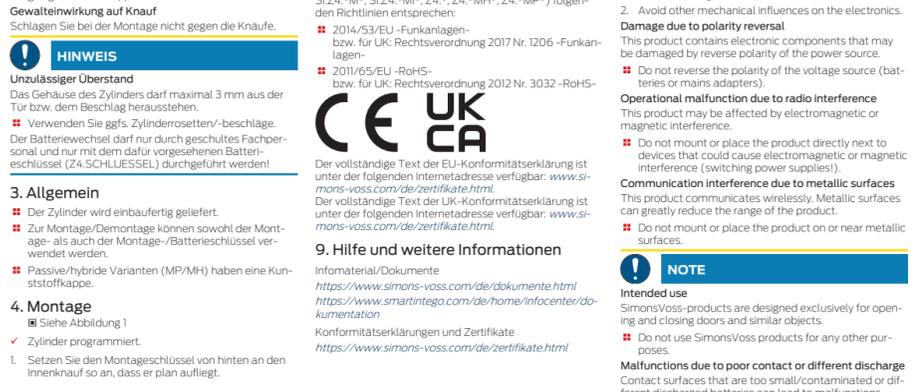 Gewalteinwirkung auf Knauf
Schlagen Sie bei der Montage nicht gegen die Knäufe.
HINWEIS
Unzulässiger Überstand
Das Gehäuse des Zylinders darf maximal 3 mm aus der
Tür bzw. dem Beschlag herausstehen.
Verwenden Sie ggfs. Zylinderrosetten/-beschläge.
Der Batteriewechsel darf nur durch geschultes Fachper-
sonal und nur mit dem dafür vorgesehenen Batteri-
eschlüssel (Z4.SCHLUESSEL) durchgeführt werden!
3. Allgemein
Der Zylinder wird einbaufertig geliefert.
Zur Montage/Demontage können sowohl der Mont-
age- als auch der Montage-/Batterieschlüssel ver-
wendet werden.
Passive/hybride Varianten (MP/MH) haben eine Kun-
ststoffkappe.
4. Montage
Siehe Abbildung 1
Zylinder programmiert.
1. Setzen Sie den Montageschlüssel von hinten an den
Innenknauf so an, dass er plan aufliegt.
den Richtlinien entsprechen:
2014/53/EU -Funkanlagen-
bzw. für UK: Rechtsverordnung 2017 Nr. 1206 -Funkan-
lagen-
2011/65/EU -RoHS-
bzw. für UK: Rechtsverordnung 2012 Nr. 3032 -RoHS-
CE UK
CA
Der vollständige Text der EU-Konformitätserklärung ist
unter der folgenden Internetadresse verfügbar: www.si-
mons-voss.com/de/zertifikate.html.
Der vollständige Text der UK-Konformitätserklärung ist
unter der folgenden Internetadresse verfügbar: www.si-
mons-voss.com/de/zertifikate.html.
9. Hilfe und weitere Informationen
Infomaterial/Dokumente
https://www.simons-voss.com/de/dokumente.html
https://www.smartintego.com/de/home/infocenter/do-
kumentation
Konformitätserklärungen und Zertifikate
https://www.simons-voss.com/de/zertifikate.html
2. Avoid other mechanical influences on the electronics.
Damage due to polarity reversal
This product contains electronic components that may
be damaged by reverse polarity of the power source.
Do not reverse the polarity of the voltage source (bat-
teries or mains adapters).
Operational malfunction due to radio interference
This product may be affected by electromagnetic or
magnetic interference.
Do not mount or place the product directly next to
devices that could cause electromagnetic or magnetic
interference (switching power supplies!).
Communication interference due to metallic surfaces
This product communicates wirelessly. Metallic surfaces
can greatly reduce the range of the product.
Do not mount or place the product on or near metallic
surfaces.
NOTE
Intended use
SimonsVoss-products are designed exclusively for open-
ing and closing doors and similar objects.
Do not use SimonsVoss products for any other pur-
poses.
Malfunctions due to poor contact or different discharge
Contact surfaces that are too small/contaminated or dif-